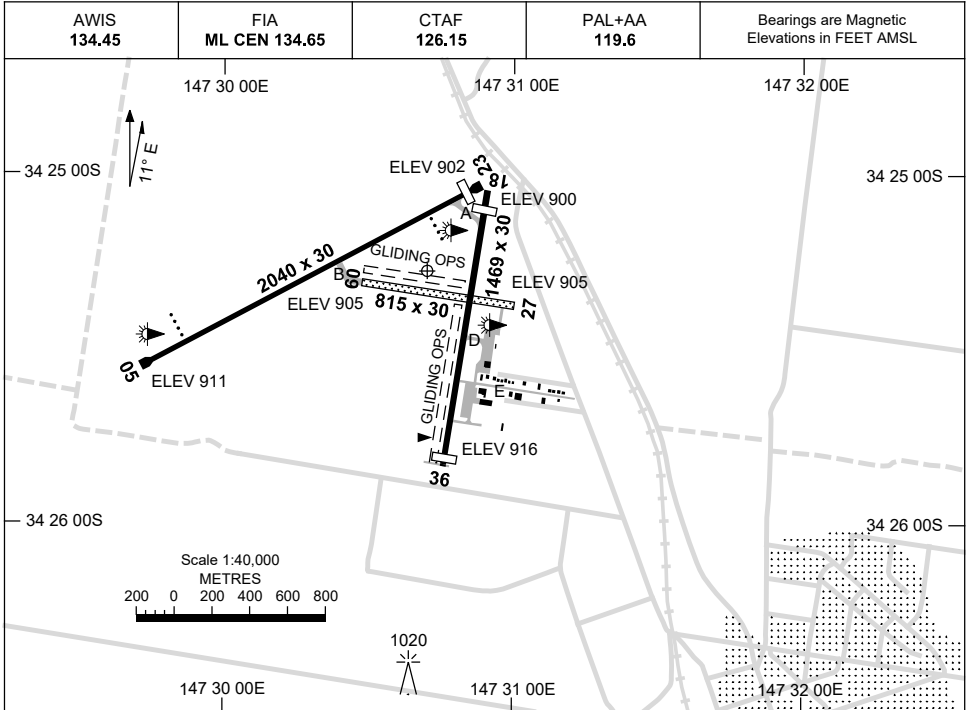 AWIS
134.45
FIA
ML CEN 134.65
CTAF
126.15
PAL+AA
119.6
Bearings are Magnetic
Elevations in FEET AMSL
147 30 00E
147 31 00E
147 32 00E
11° E
34 25 00S
34 25 00S
ELEV 902
23
18
ELEV 900
A
2040 x 30
GLIDING OPS
1469 x 30
B
09
ELEV 905
815 x 30
ELEV 905
27
05
ELEV 911
D
GLIDING OPS
E
ELEV 916
36
34 26 00S
34 26 00S
Scale 1:40,000
METRES
200 0 200 400 600 800
1020
147 30 00E
147 31 00E
147 32 00E